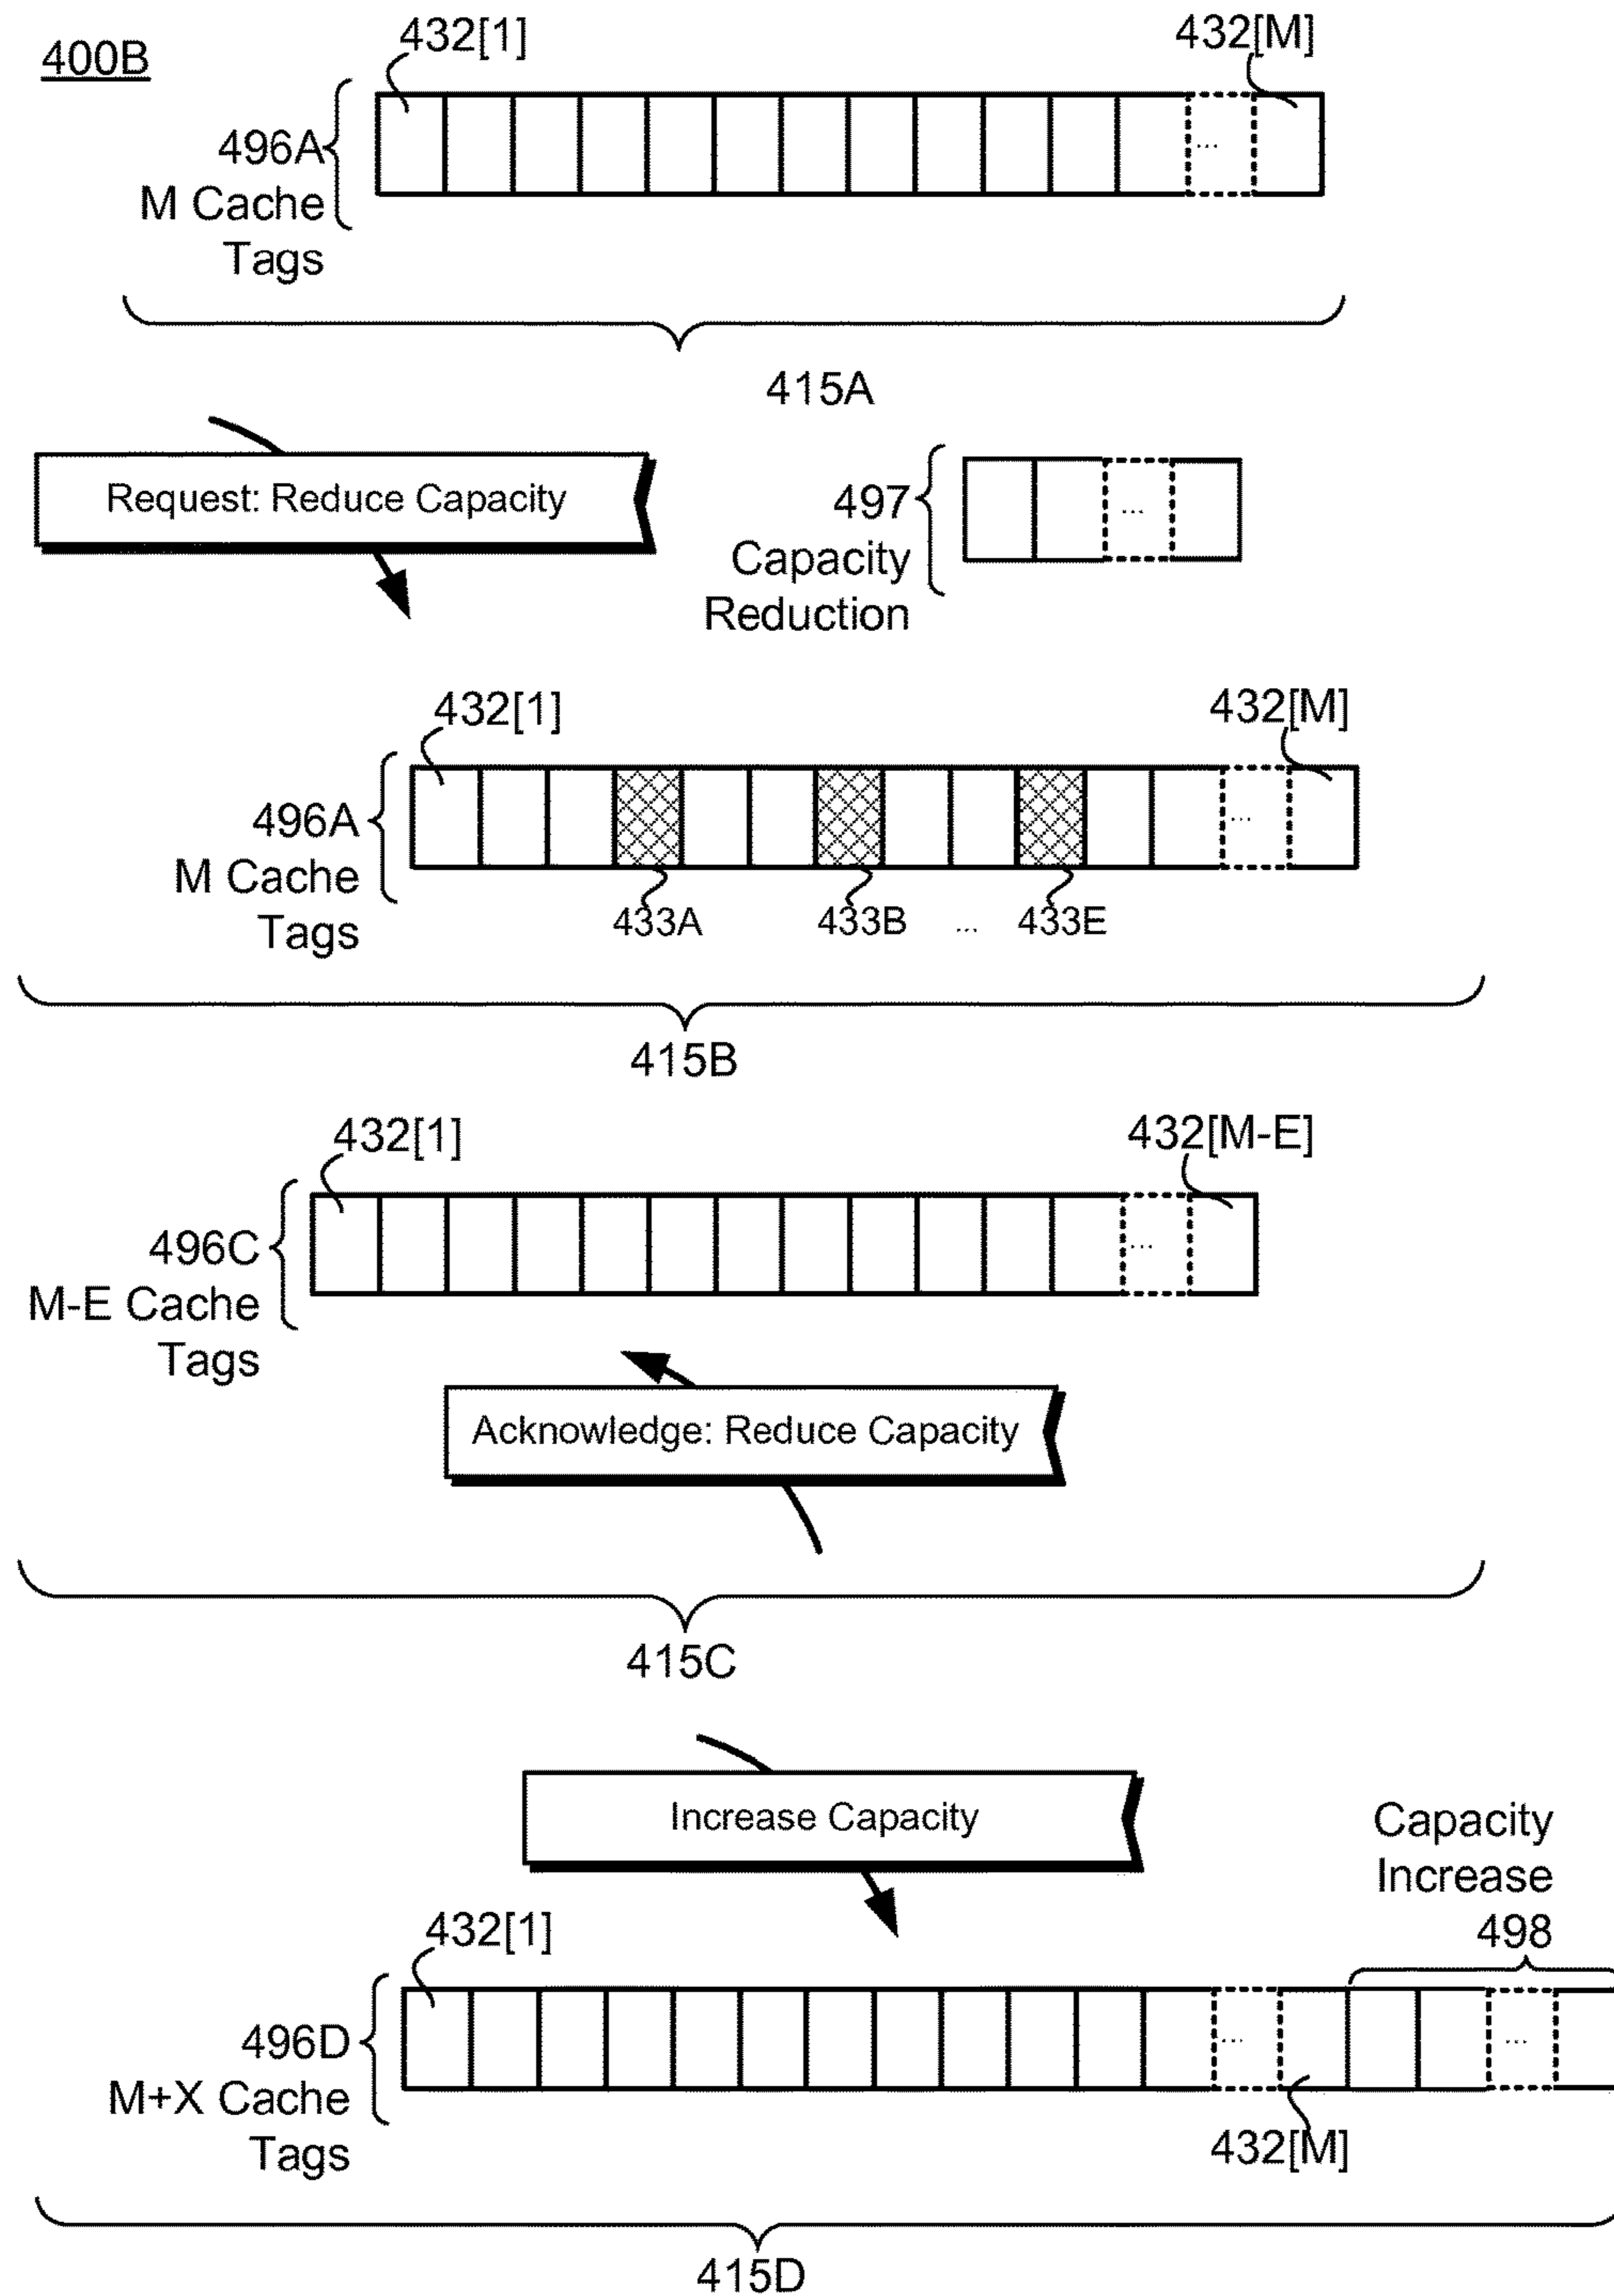 400B
432[1]
432[M]
496A
M Cache
Tags
...
415A
Request: Reduce Capacity
497
Capacity
Reduction
...
432[1]
432[M]
496A
M Cache
Tags
...
433A
433B
...
433E
415B
432[1]
432[M-E]
496C
M-E Cache
Tags
...
Acknowledge: Reduce Capacity
415C
Increase Capacity
Capacity
Increase
498
432[1]
496D
M+X Cache
Tags
...
...
432[M]
415D